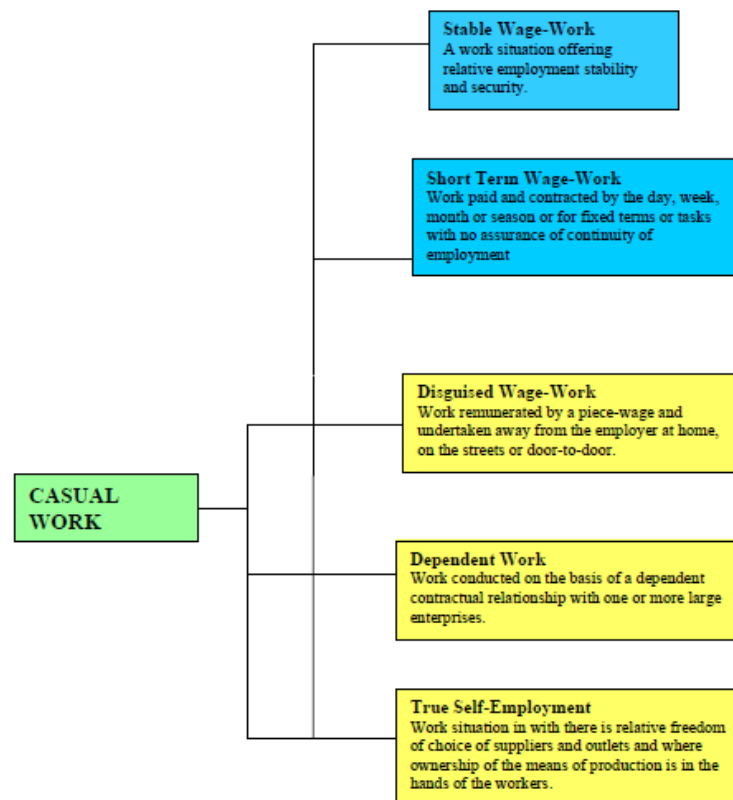 Stable Wage-Work
A work situation offering
relative employment stability
and security.
Short Term Wage-Work
Work paid and contracted by the day, week,
month or season or for fixed terms or tasks
with no assurance of continuity of
employment
Disguised Wage-Work
Work remunerated by a piece-wage and
undertaken away from the employer at home,
on the streets or door-to-door.
CASUAL
WORK
Dependent Work
Work conducted on the basis of a dependent
contractual relationship with one or more large
enterprises.
True Self-Employment
Work situation in with there is relative freedom
of choice of suppliers and outlets and where
ownership of the means of production is in the
hands of the workers.